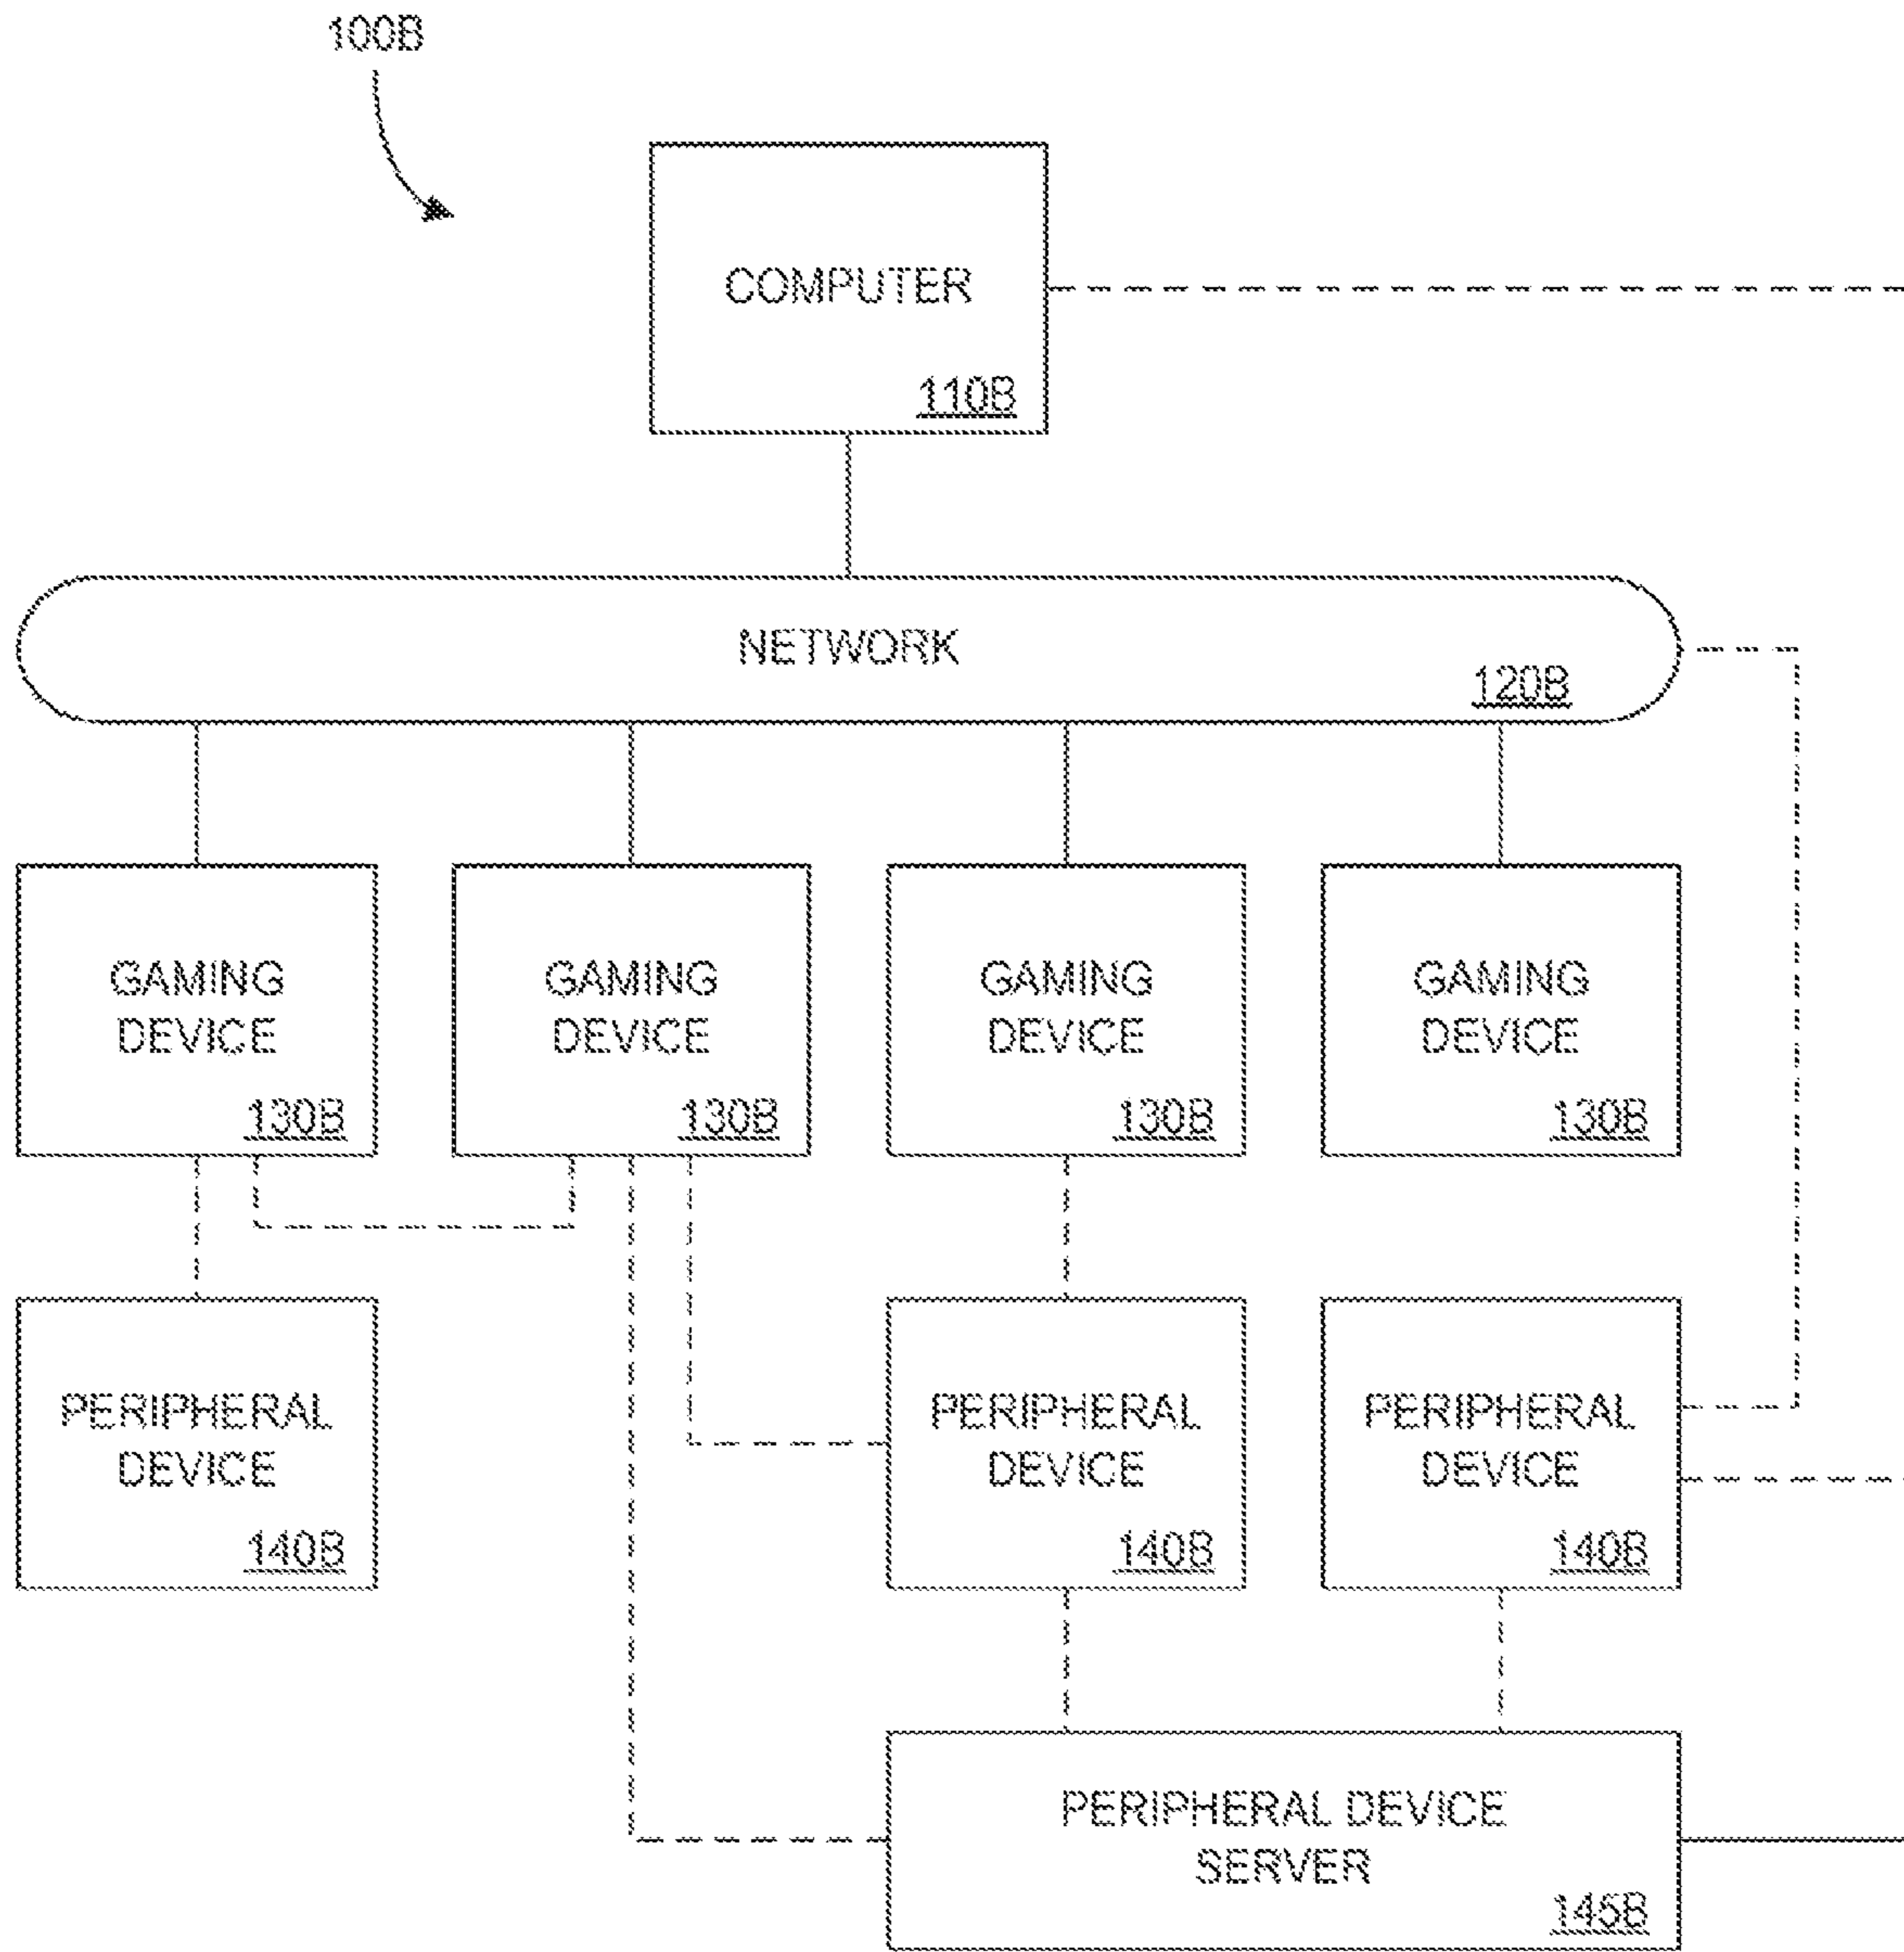 100B
COMPUTER
110B
NETWORK
120B
GAMING
DEVICE
130B
GAMING
DEVICE
130B
GAMING
DEVICE
130B
GAMING
DEVICE
130B
PERIPHERAL
DEVICE
140B
PERIPHERAL
DEVICE
140B
PERIPHERAL
DEVICE
140B
PERIPHERAL DEVICE
SERVER
145B